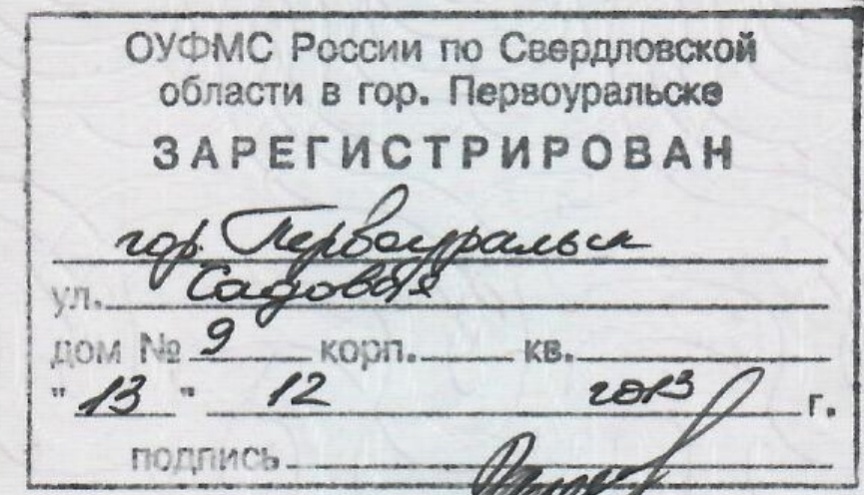 ОУФМС России по Свердловской
области в гор. Первоуральске
ЗАРЕГИСТРИРОВАН
гор. Первоуральск
ул. Садовая
дом № 9 корп. кв.
"13" 12 2013 г.
подпись